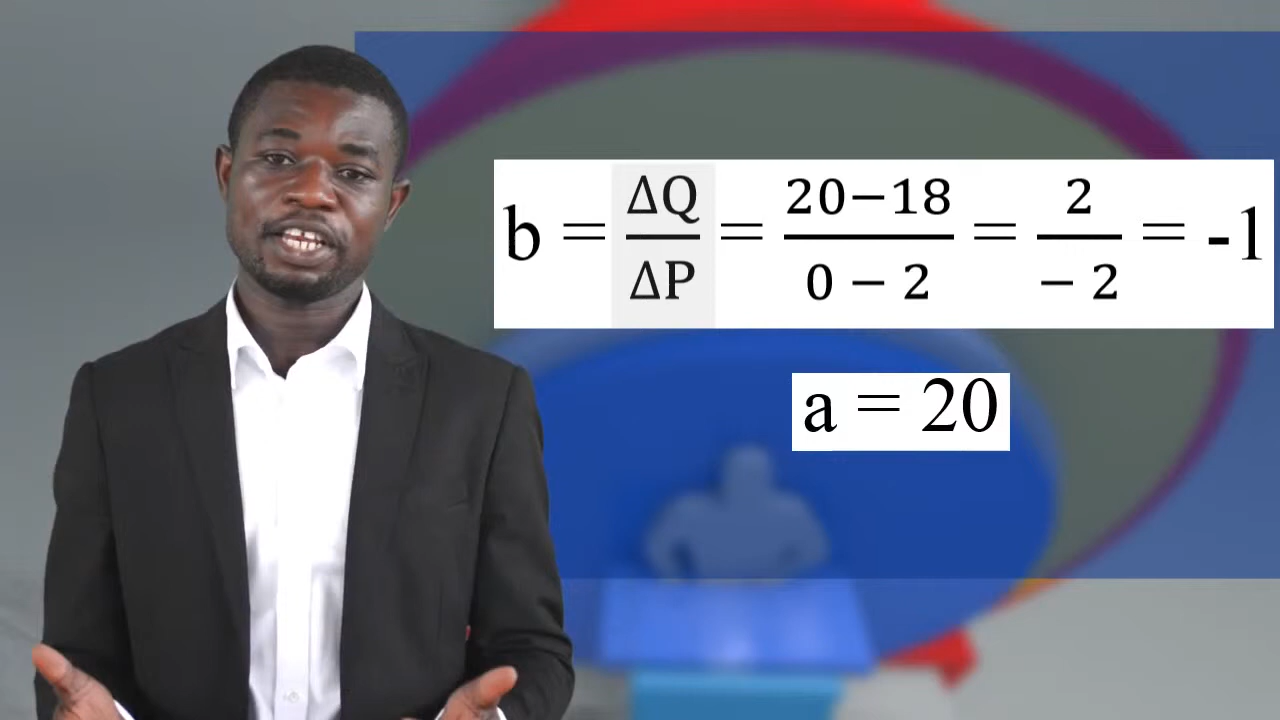 b = ΔQ/ΔP = 20−18/0 − 2 = 2/− 2 = -1
a = 20